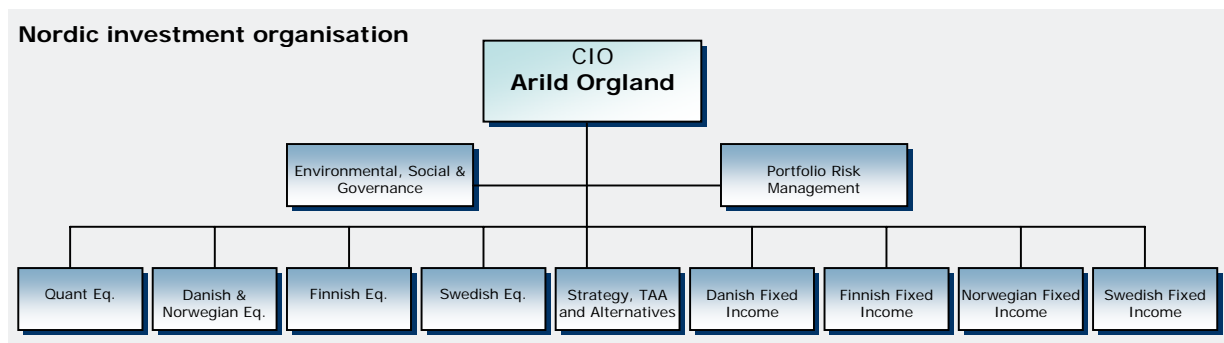 Nordic investment organisation
CIO
Arild Orgland
Environmental, Social &
Governance
Portfolio Risk
Management
Quant Eq.
Danish &
Norwegian Eq.
Finnish Eq.
Swedish Eq.
Strategy, TAA
and Alternatives
Danish Fixed
Income
Finnish Fixed
Income
Norwegian Fixed
Income
Swedish Fixed
Income